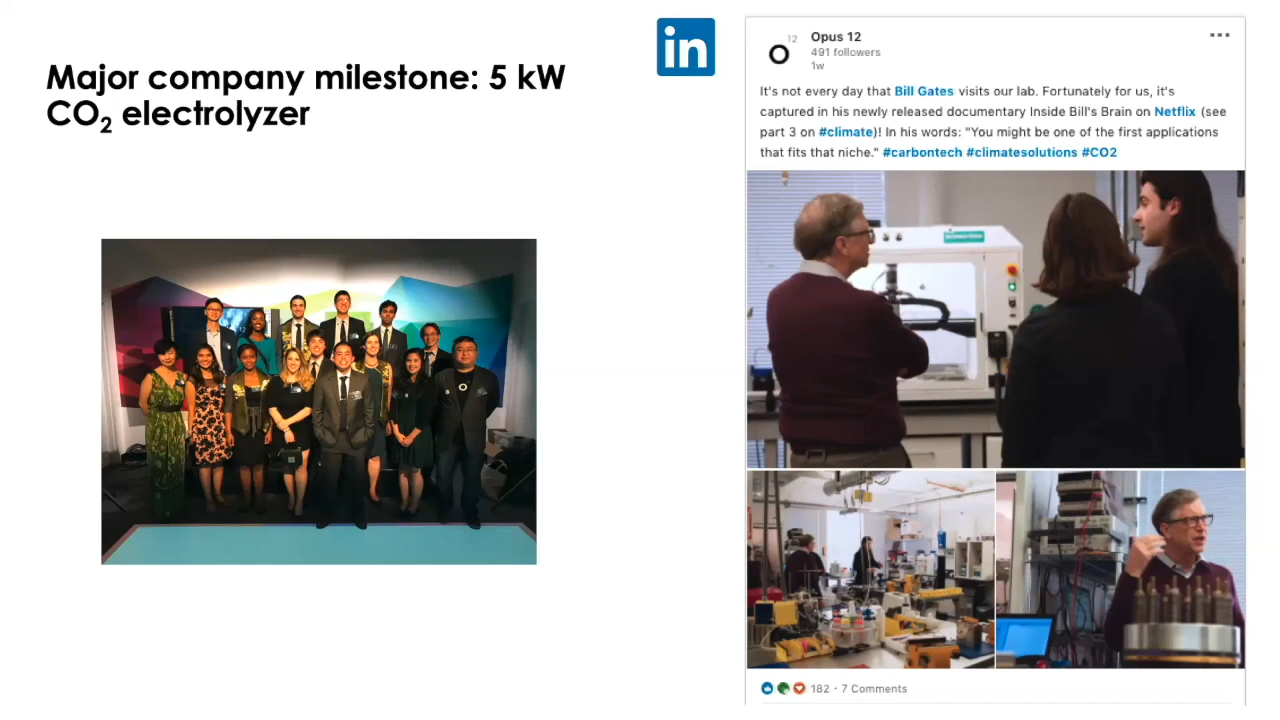 Major company milestone: 5 kW
CO₂ electrolyzer
in
12
Opus 12
491 followers
1w
It's not every day that Bill Gates visits our lab. Fortunately for us, it's
captured in his newly released documentary Inside Bill's Brain on Netflix (see
part 3 on #climate)! In his words: "You might be one of the first applications
that fits that niche." #carbontech #climatesolutions #CO2
182 · 7 Comments